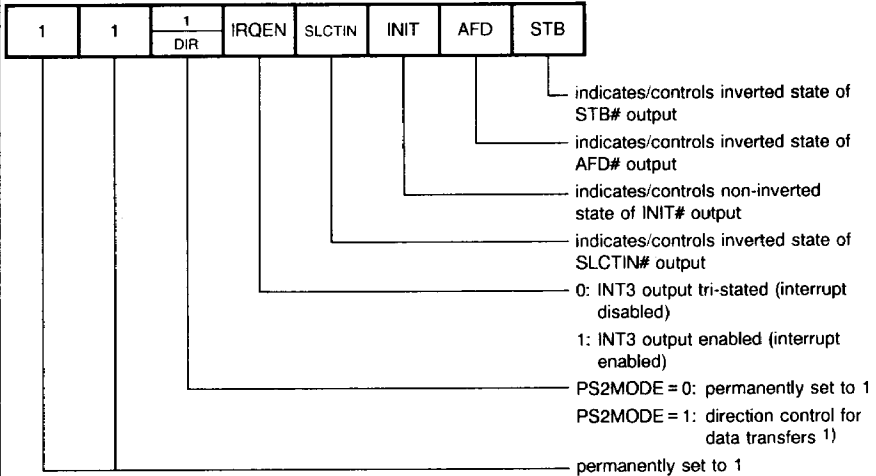 1 1 1 IRQEN SLCTIN INIT AFD STB
DIR
indicates/controls inverted state of
STB# output
indicates/controls inverted state of
AFD# output
indicates/controls non-inverted
state of INIT# output
indicates/controls inverted state of
SLCTIN# output
0: INT3 output tri-stated (interrupt
disabled)
1: INT3 output enabled (interrupt
enabled)
PS2MODE = 0: permanently set to 1
PS2MODE = 1: direction control for
data transfers 1)
permanently set to 1